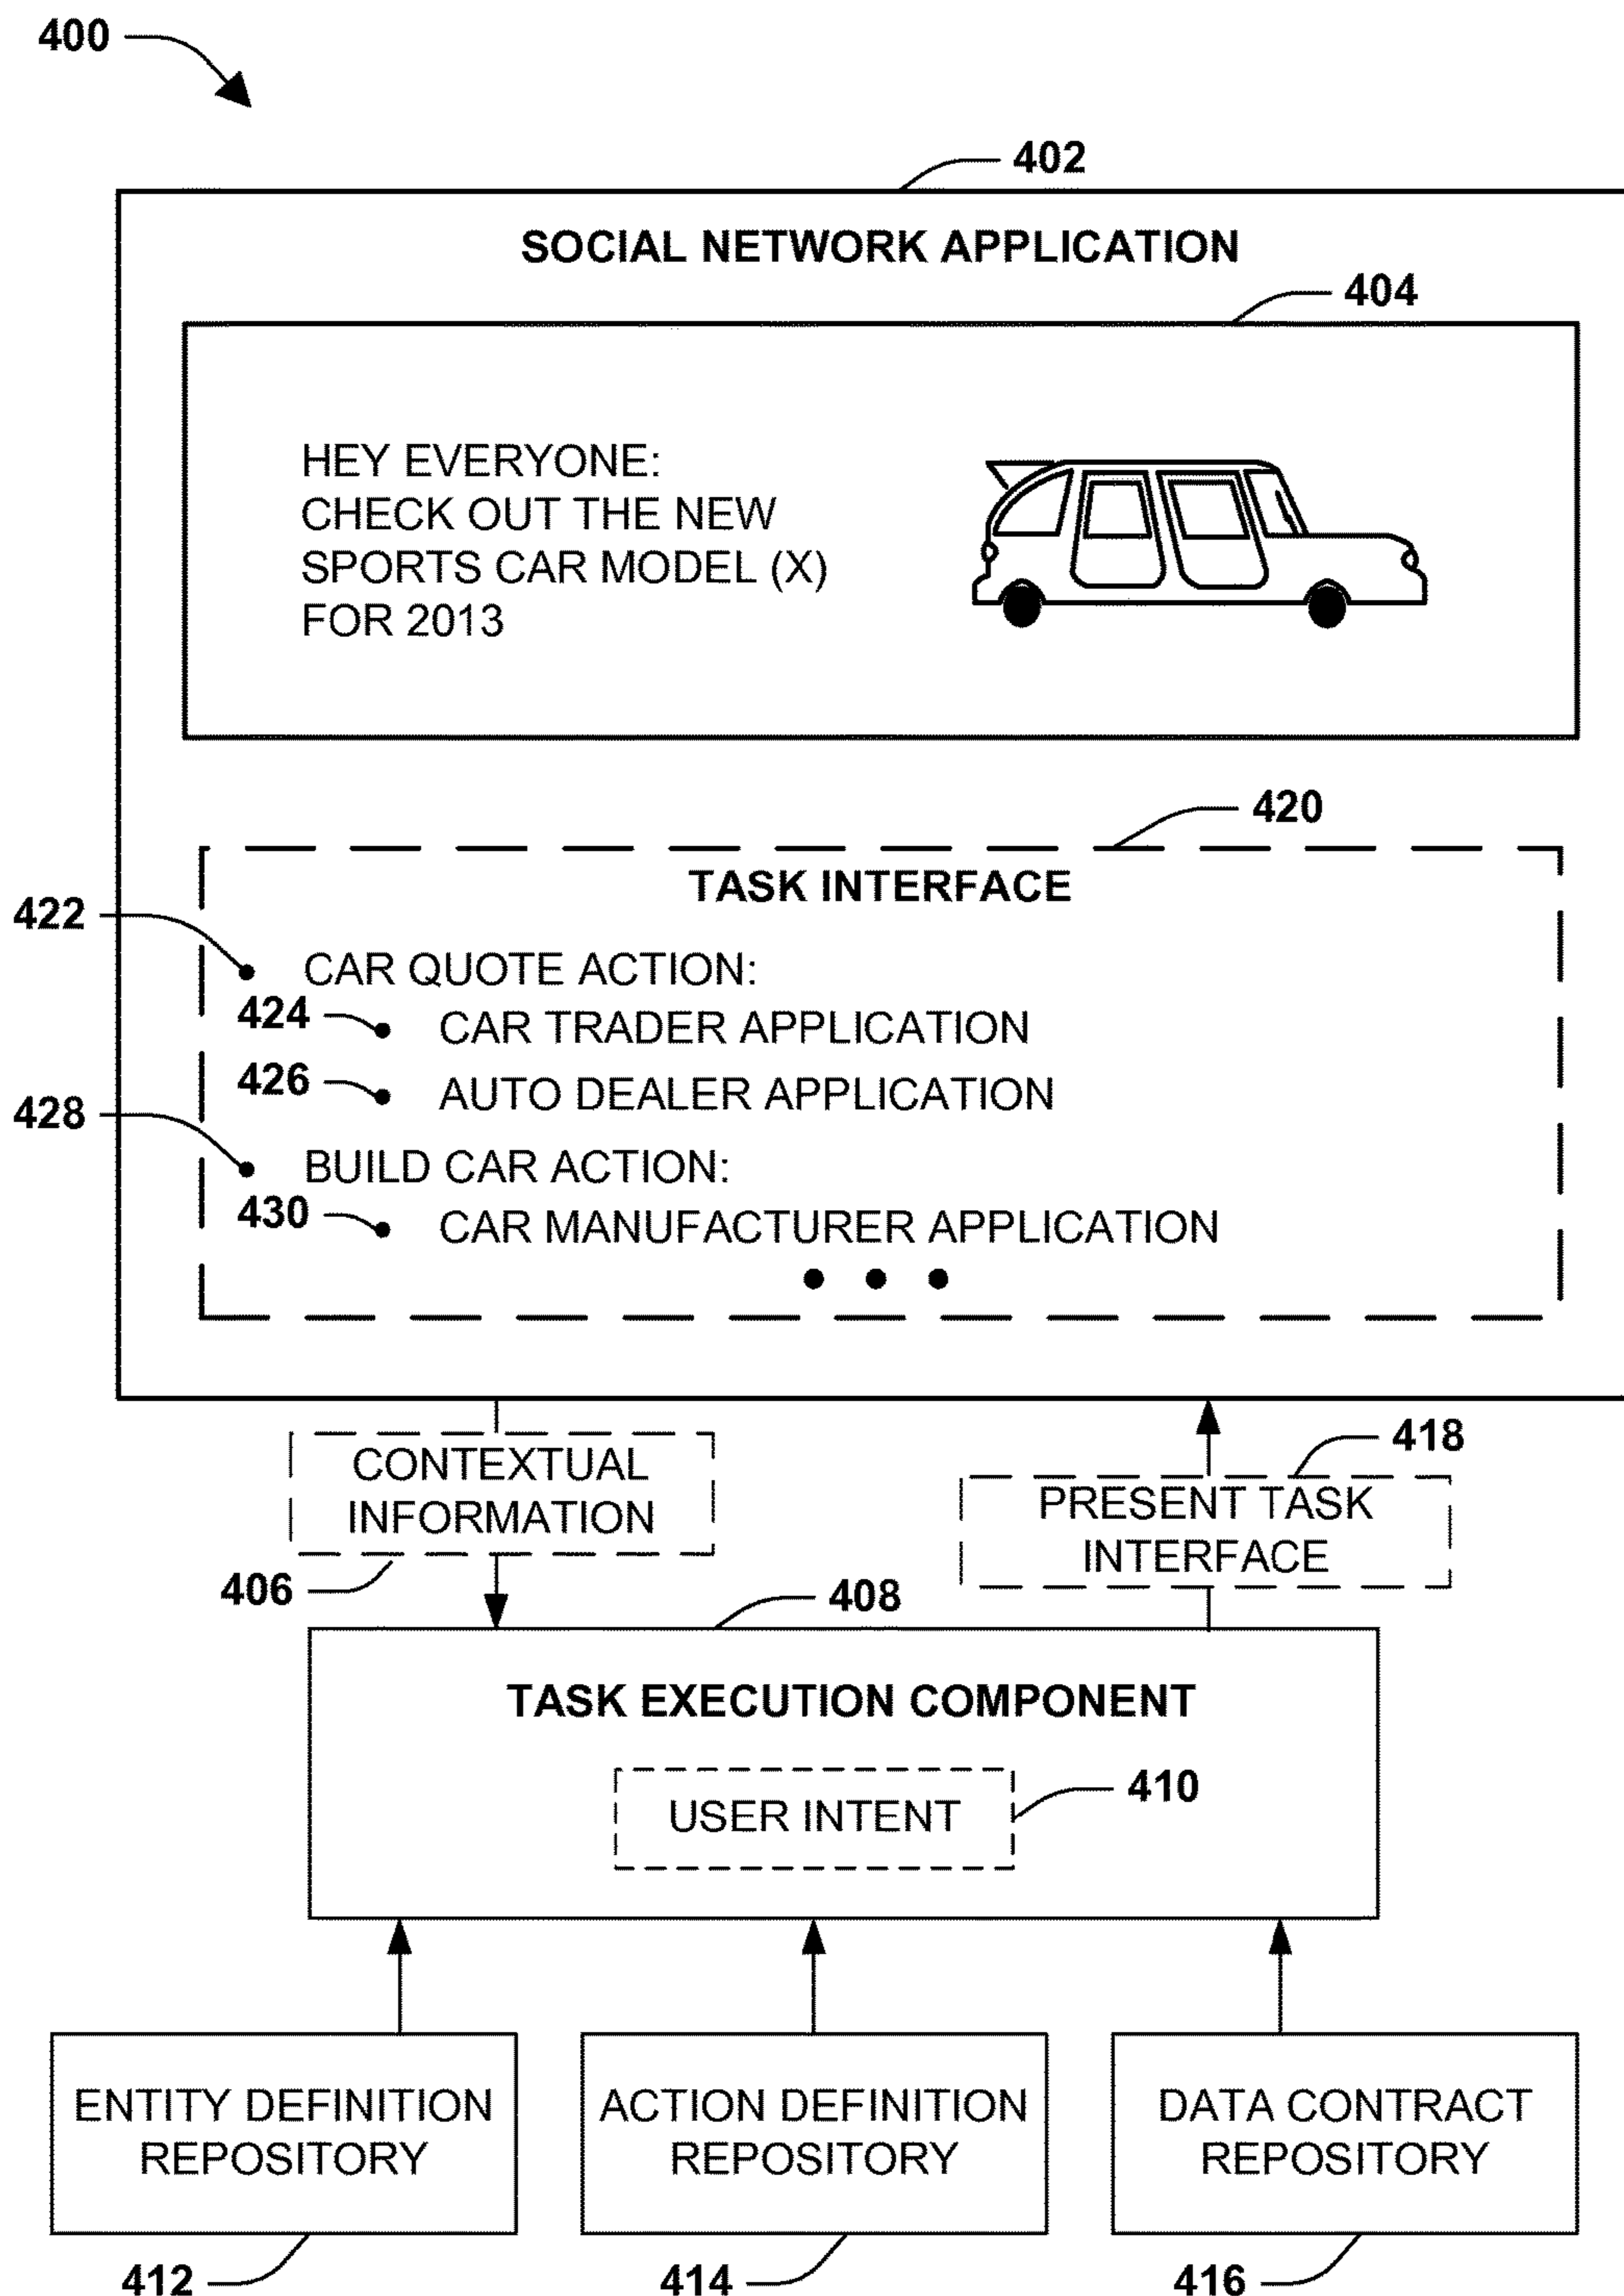 400
402
SOCIAL NETWORK APPLICATION
404
HEY EVERYONE:
CHECK OUT THE NEW
SPORTS CAR MODEL (X)
FOR 2013
420
TASK INTERFACE
422
• CAR QUOTE ACTION:
424 • CAR TRADER APPLICATION
426 • AUTO DEALER APPLICATION
428
• BUILD CAR ACTION:
430 • CAR MANUFACTURER APPLICATION
• • •
CONTEXTUAL
INFORMATION
406
418
PRESENT TASK
INTERFACE
408
TASK EXECUTION COMPONENT
USER INTENT
410
ENTITY DEFINITION
REPOSITORY
412
ACTION DEFINITION
REPOSITORY
414
DATA CONTRACT
REPOSITORY
416